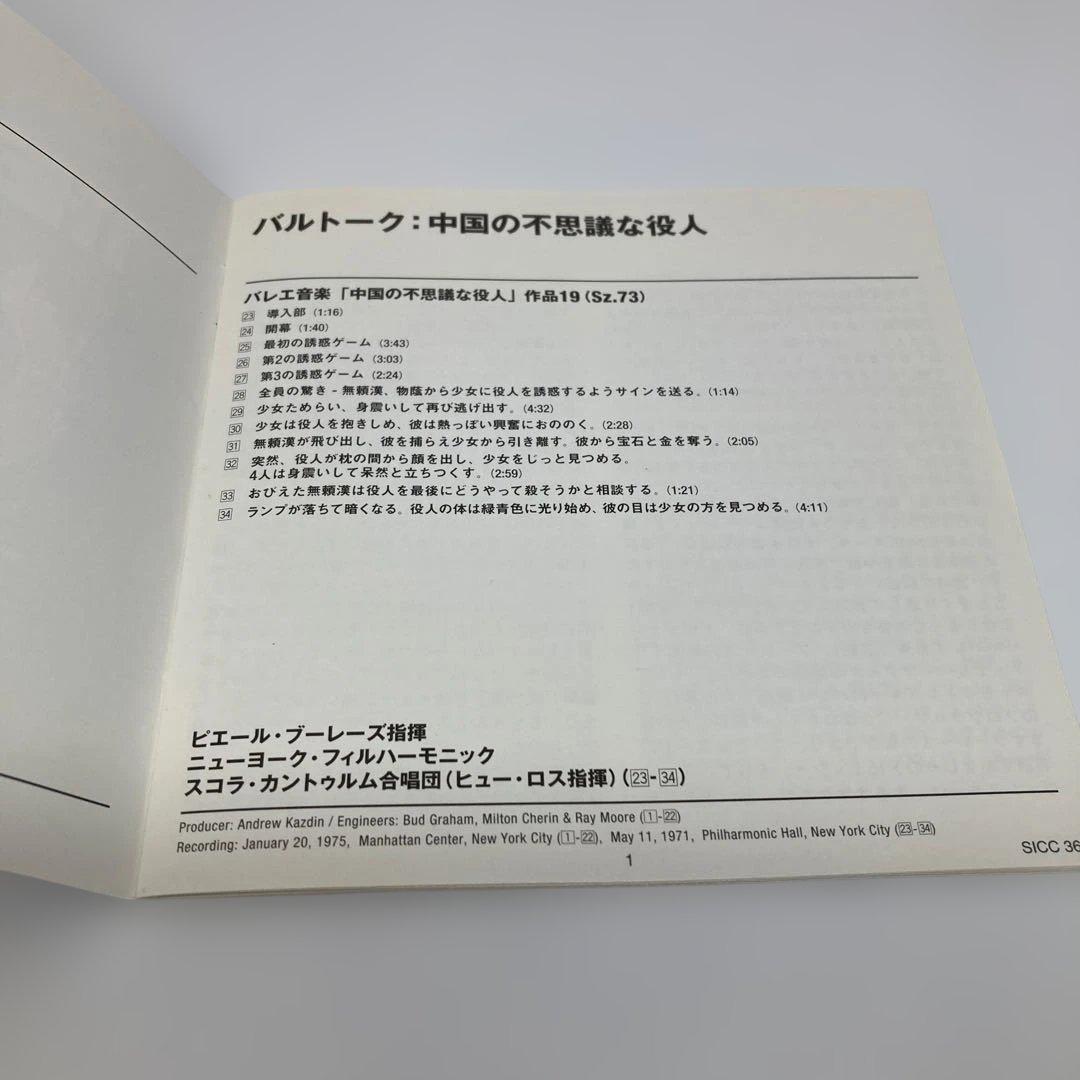 バルトーク：中国の不思議な役人
バレエ音楽「中国の不思議な役人」作品19（Sz.73）
23 導入部（1:16）
24 開幕（1:40）
25 最初の誘惑ゲーム（3:43）
26 第2の誘惑ゲーム（3:03）
27 第3の誘惑ゲーム（2:24）
28 全員の驚き - 無頼漢、物蔭から少女に役人を誘惑するようサインを送る。（1:14）
29 少女ためらい、身震いして再び逃げ出す。（4:32）
30 少女は役人を抱きしめ、彼は熱っぽい興奮におののく。（2:28）
31 無頼漢が飛び出し、彼を捕らえ少女から引き離す。彼から宝石と金を奪う。（2:05）
32 突然、役人が枕の間から顔を出し、少女をじっと見つめる。
4人は身震いして呆然と立ちつくす。（2:59）
33 おびえた無頼漢は役人を最後にどうやって殺そうかと相談する。（1:21）
34 ランプが落ちて暗くなる。役人の体は緑青色に光り始め、彼の目は少女の方を見つめる。（4:11）
ピエール・ブーレーズ指揮
ニューヨーク・フィルハーモニック
スコラ・カントゥルム合唱団（ヒュー・ロス指揮）（23-34）
Producer: Andrew Kazdin / Engineers: Bud Graham, Milton Cherin & Ray Moore (1-22)
Recording: January 20, 1975, Manhattan Center, New York City (1-22), May 11, 1971, Philharmonic Hall, New York City (23-34)
1
SICC 36